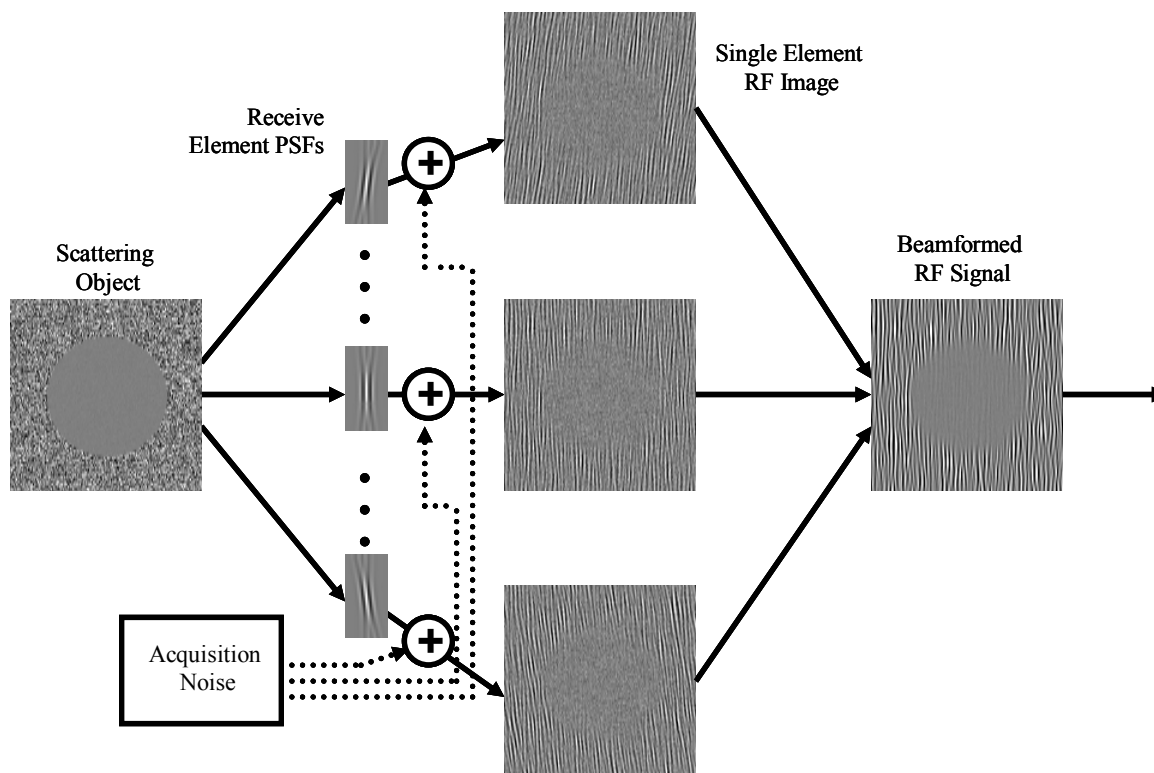 Single Element
RF Image
Receive
Element PSFs
Beamformed
RF Signal
Scattering
Object
Acquisition
Noise